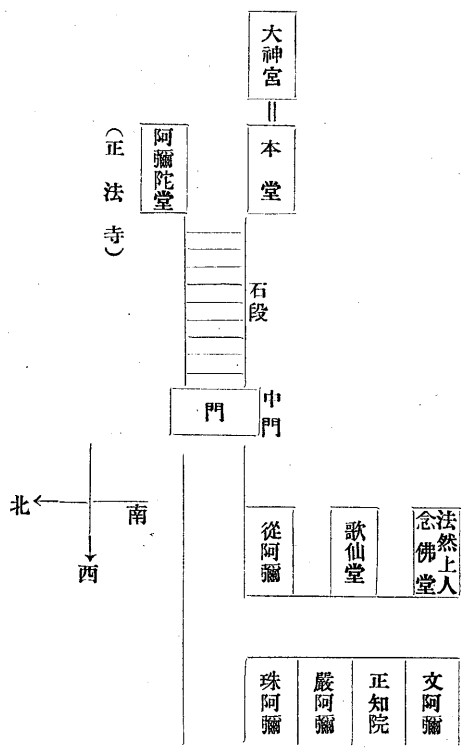 大神宮
本堂
阿彌陀堂
（正法寺）
石段
中門
門
北
南
西
法然上人
念佛堂
歌仙堂
從阿彌
文阿彌
正知院
嚴阿彌
珠阿彌